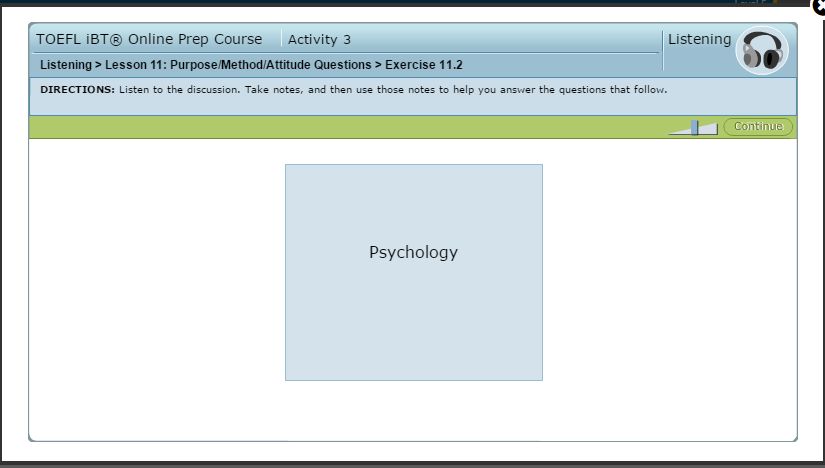 TOEFL iBT® Online Prep Course Activity 3 Listening
Listening > Lesson 11: Purpose/Method/Attitude Questions > Exercise 11.2
DIRECTIONS: Listen to the discussion. Take notes, and then use those notes to help you answer the questions that follow.
Continue
Psychology